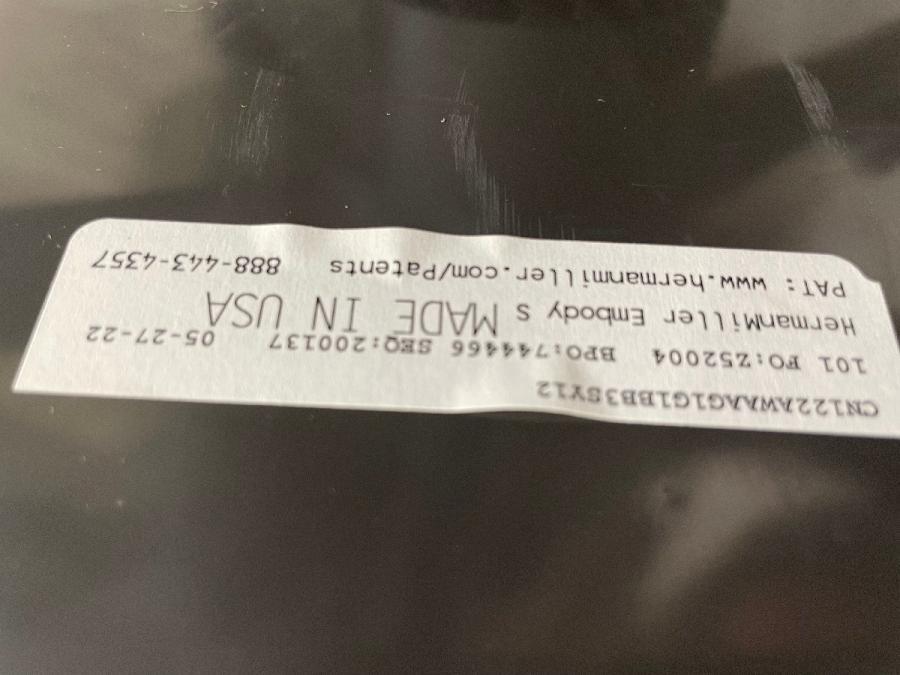 CN122AWAAG1G1BB3SY12
101 FO:Z52004 BPO:744466 SEQ:200137 05-27-22
HermanMiller Embody s MADE IN USA
PAT: www.hermanmiller.com/Patents 888-443-4357